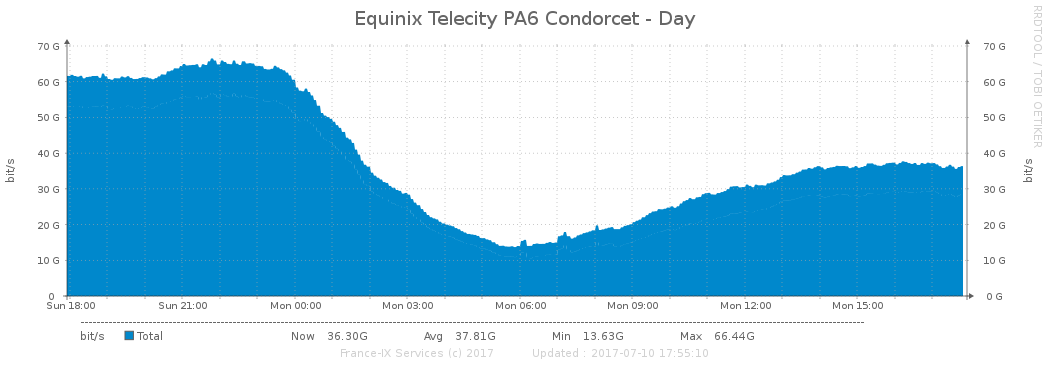 Equinix Telecity PA6 Condorcet - Day
RRDTOOL / TOBI OETIKER
70 G 70 G
60 G 60 G
50 G 50 G
40 G 40 G
30 G 30 G
20 G 20 G
10 G 10 G
0 0 G
bit/s
bit/s
Sun 18:00 Sun 21:00 Mon 00:00 Mon 03:00 Mon 06:00 Mon 09:00 Mon 12:00 Mon 15:00
bit/s Total Now 36.30G Avg 37.81G Min 13.63G Max 66.44G
France-IX Services (c) 2017 Updated : 2017-07-10 17:55:10